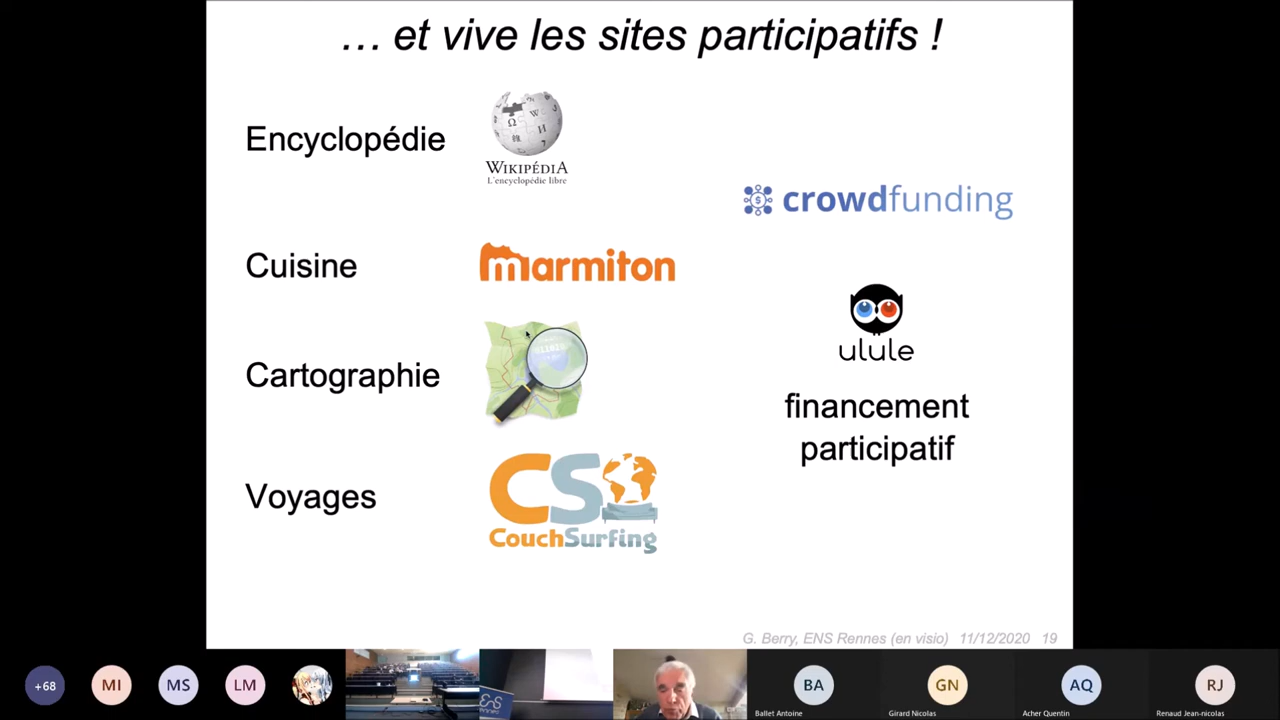 … et vive les sites participatifs !
Encyclopédie
WIKIPÉDIA
L'encyclopédie libre
crowdfunding
Cuisine
marmiton
ulule
Cartographie
financement
participatif
Voyages
CS
CouchSurfing
G. Berry, ENS Rennes (en visio) 11/12/2020 19
+68
MI
MS
LM
BA
GN
AQ
RJ
Ballet Antoine
Girard Nicolas
Acher Quentin
Renaud Jean-nicolas